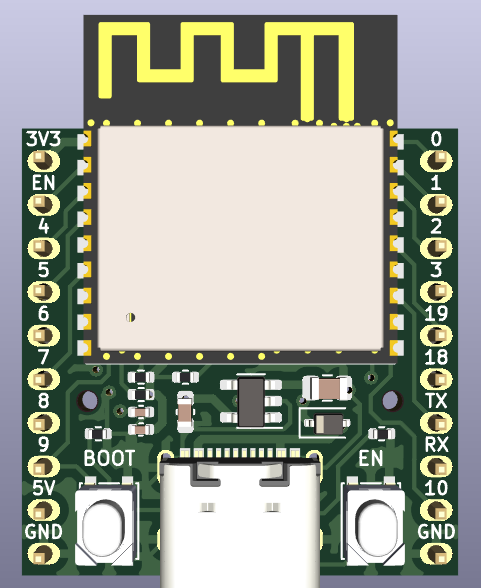 3V3 0
EN 1
4 2
5 3
6 19
7 18
8 TX
9 RX
BOOT EN
5V 10
GND GND